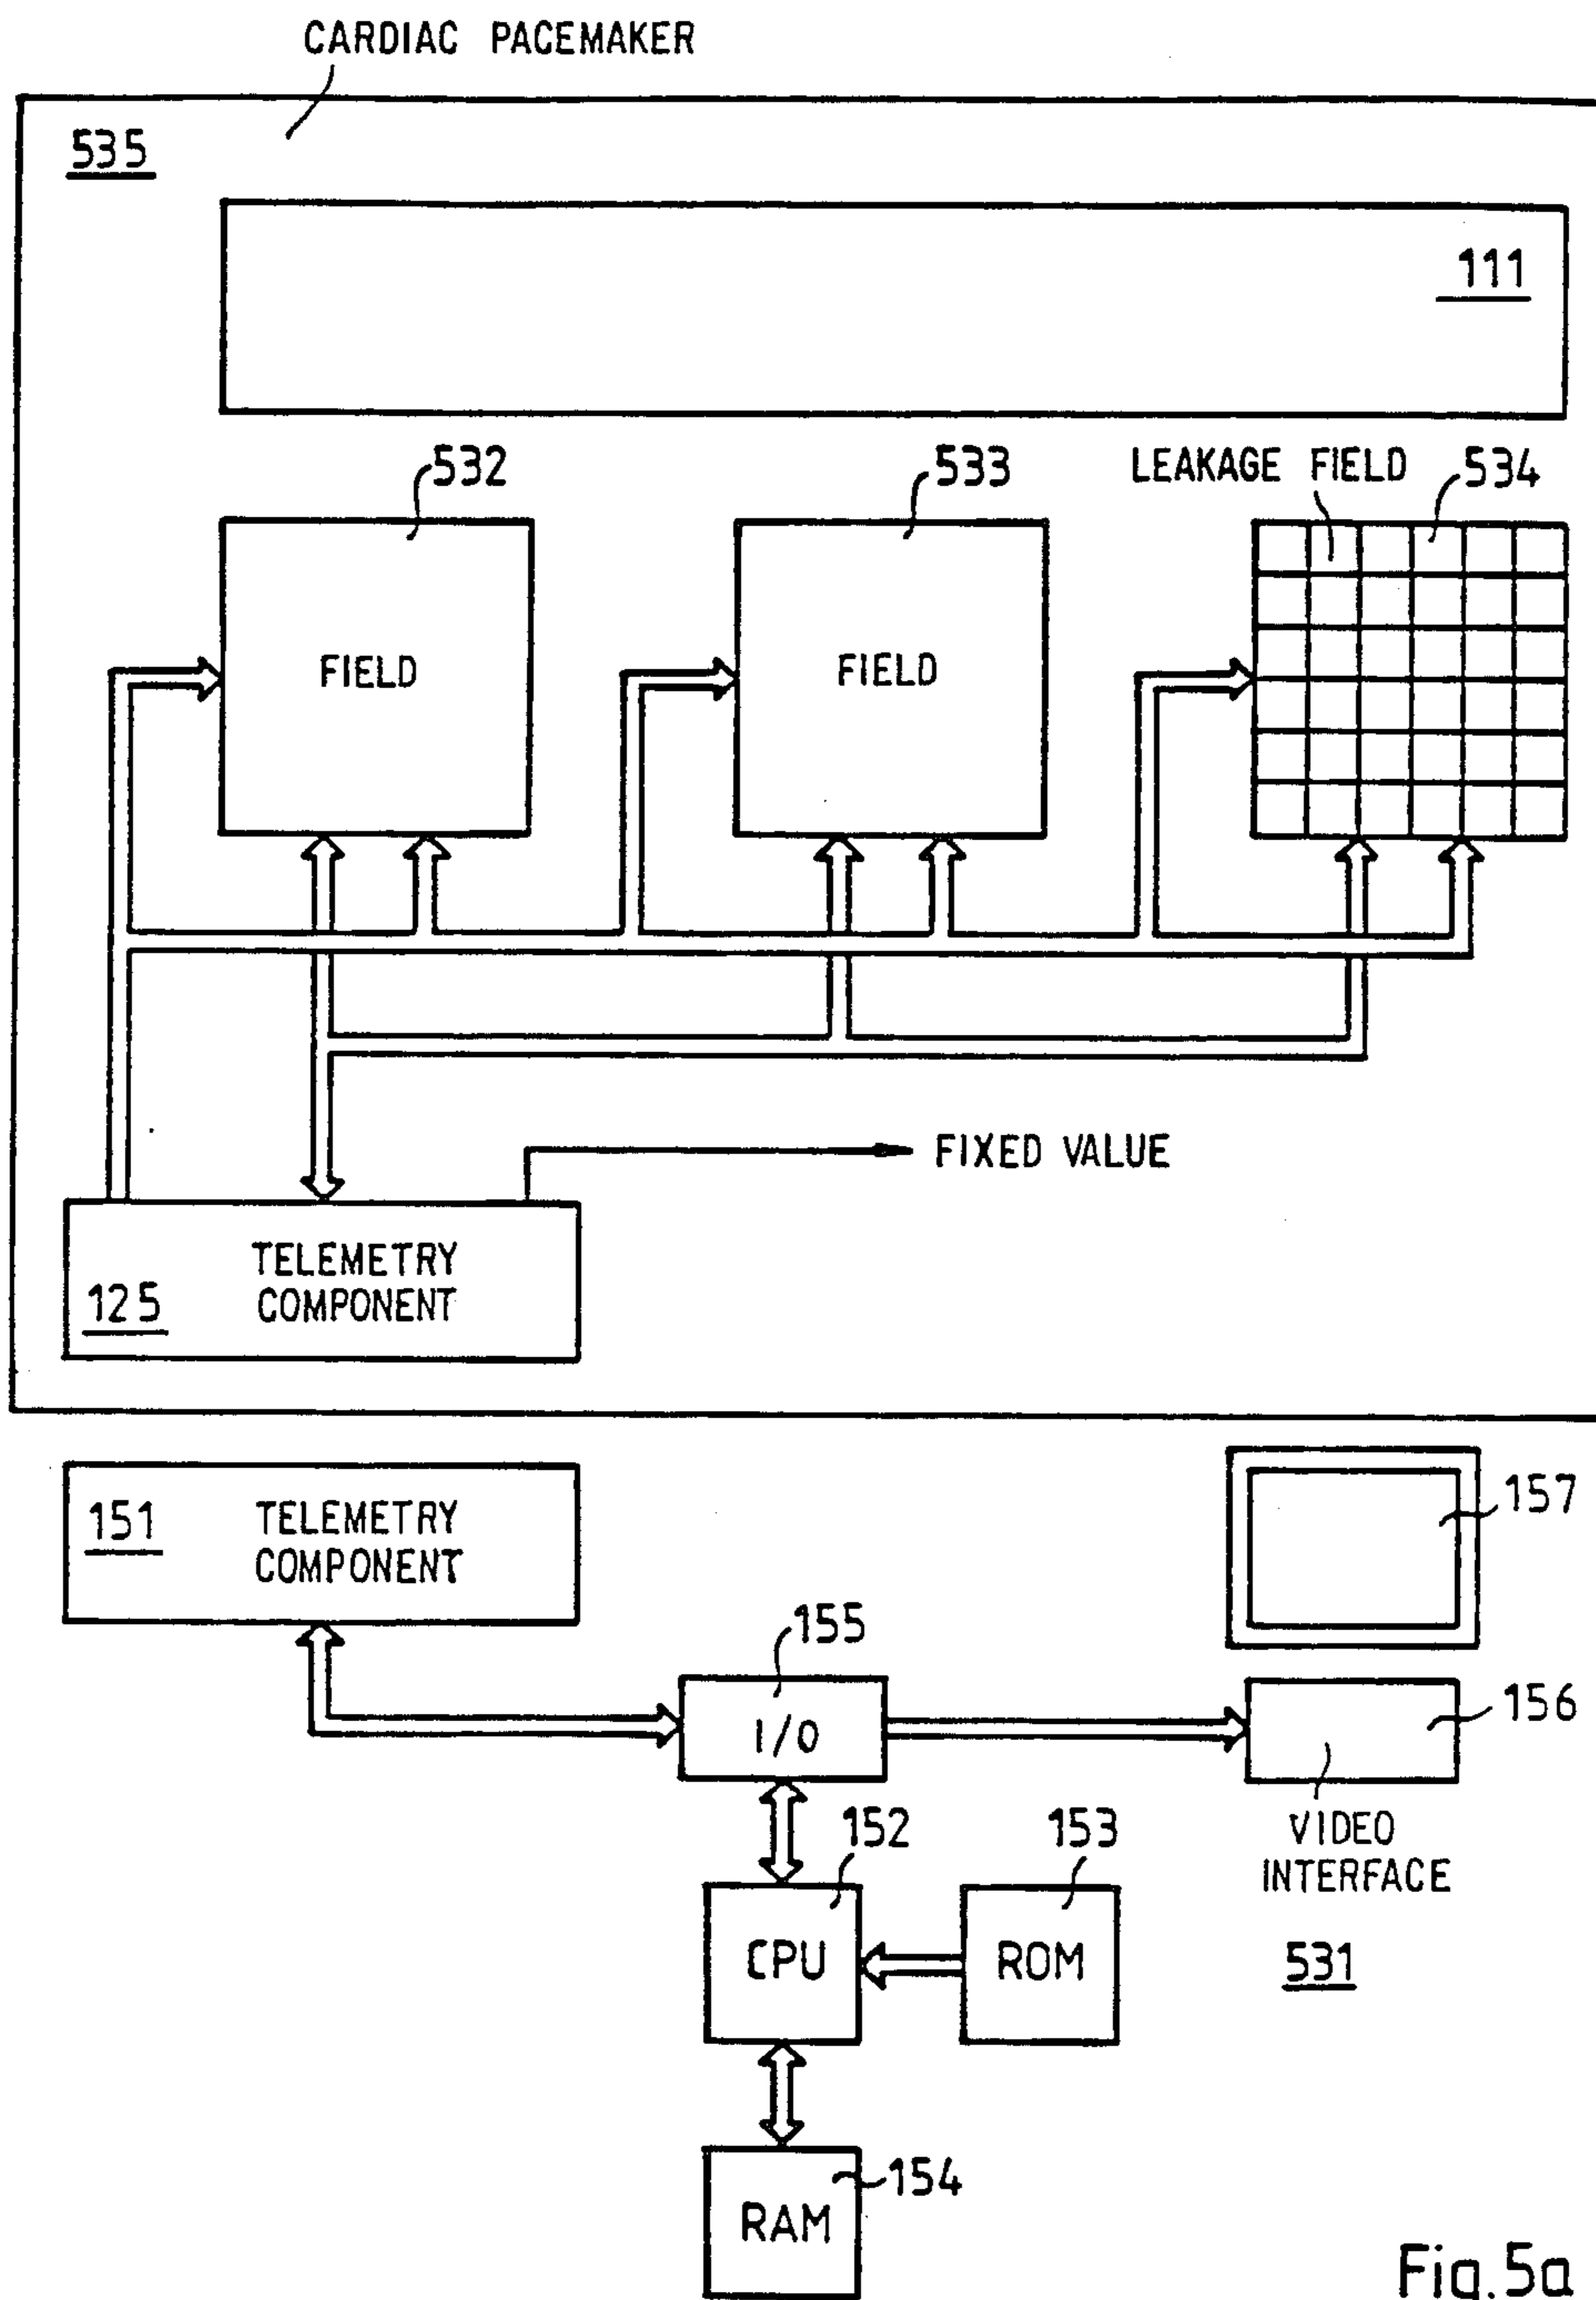 CARDIAC PACEMAKER
535
111
532
533
LEAKAGE FIELD
534
FIELD
FIELD
FIXED VALUE
TELEMETRY
COMPONENT
125
151
TELEMETRY
COMPONENT
157
155
I/O
156
VIDEO
INTERFACE
152
153
CPU
ROM
531
154
RAM
Fig.5a